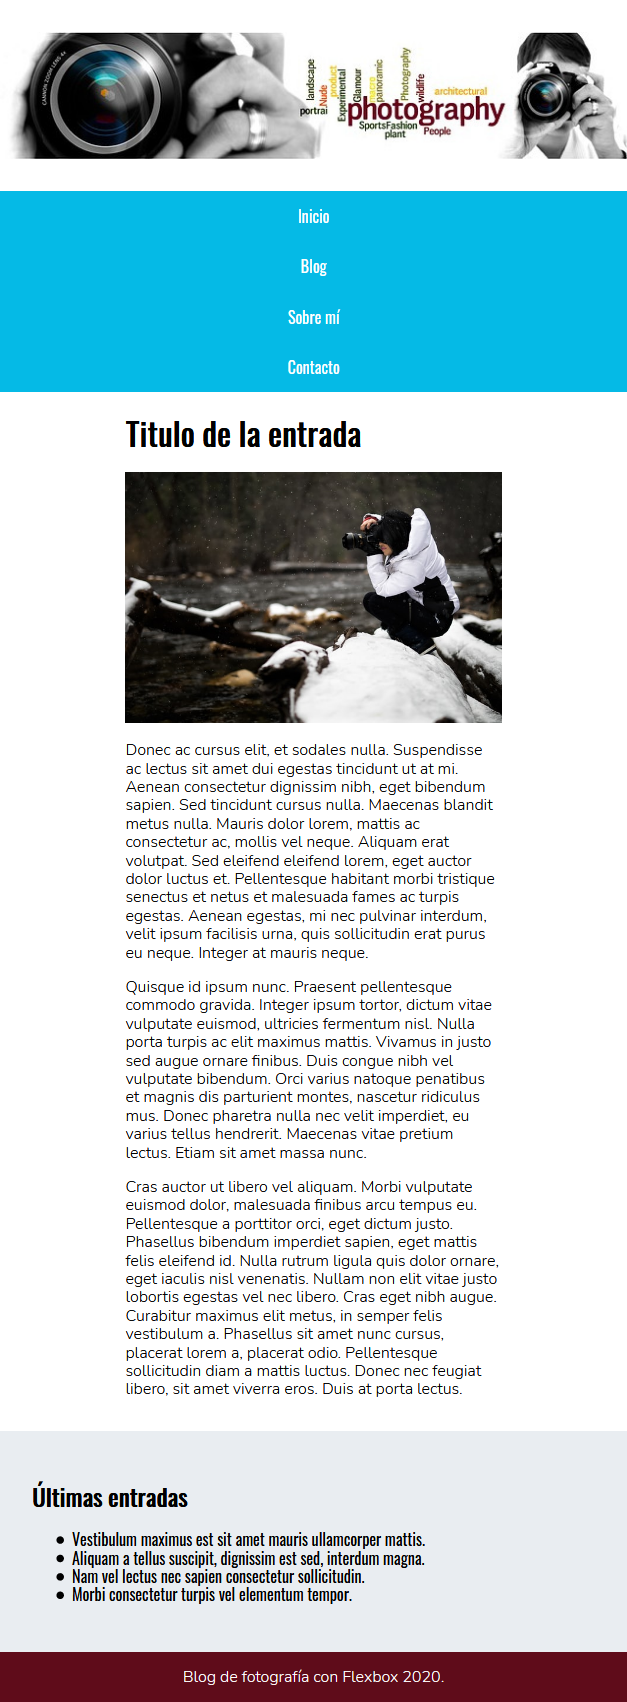 CANNON ZOOM LENS 4x
landscape
portrait
Nude
product
Experimental
Glamour
macro
panoramic
Photography
wildlife
architectural
photography
SportsFashion
People
plant
Inicio
Blog
Sobre mí
Contacto
Titulo de la entrada
Donec ac cursus elit, et sodales nulla. Suspendisse
ac lectus sit amet dui egestas tincidunt ut at mi.
Aenean consectetur dignissim nibh, eget bibendum
sapien. Sed tincidunt cursus nulla. Maecenas blandit
metus nulla. Mauris dolor lorem, mattis ac
consectetur ac, mollis vel neque. Aliquam erat
volutpat. Sed eleifend eleifend lorem, eget auctor
dolor luctus et. Pellentesque habitant morbi tristique
senectus et netus et malesuada fames ac turpis
egestas. Aenean egestas, mi nec pulvinar interdum,
velit ipsum facilisis urna, quis sollicitudin erat purus
eu neque. Integer at mauris neque.
Quisque id ipsum nunc. Praesent pellentesque
commodo gravida. Integer ipsum tortor, dictum vitae
vulputate euismod, ultricies fermentum nisl. Nulla
porta turpis ac elit maximus mattis. Vivamus in justo
sed augue ornare finibus. Duis congue nibh vel
vulputate bibendum. Orci varius natoque penatibus
et magnis dis parturient montes, nascetur ridiculus
mus. Donec pharetra nulla nec velit imperdiet, eu
varius tellus hendrerit. Maecenas vitae pretium
lectus. Etiam sit amet massa nunc.
Cras auctor ut libero vel aliquam. Morbi vulputate
euismod dolor, malesuada finibus arcu tempus eu.
Pellentesque a porttitor orci, eget dictum justo.
Phasellus bibendum imperdiet sapien, eget mattis
felis eleifend id. Nulla rutrum ligula quis dolor ornare,
eget iaculis nisl venenatis. Nullam non elit vitae justo
lobortis egestas vel nec libero. Cras eget nibh augue.
Curabitur maximus elit metus, in semper felis
vestibulum a. Phasellus sit amet nunc cursus,
placerat lorem a, placerat odio. Pellentesque
sollicitudin diam a mattis luctus. Donec nec feugiat
libero, sit amet viverra eros. Duis at porta lectus.
Últimas entradas
Vestibulum maximus est sit amet mauris ullamcorper mattis.
Aliquam a tellus suscipit, dignissim est sed, interdum magna.
Nam vel lectus nec sapien consectetur sollicitudin.
Morbi consectetur turpis vel elementum tempor.
Blog de fotografía con Flexbox 2020.